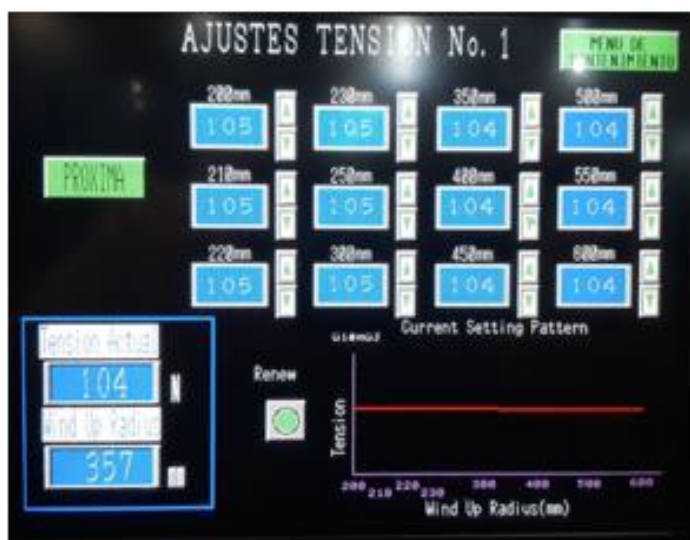 AJUSTES TENSION No. 1
MENU DE
MANTENIMIENTO
200mm 230mm 350mm 500mm
105 105 104 104
PROXIMA
210mm 250mm 400mm 550mm
105 105 104 104
220mm 300mm 450mm 600mm
105 105 104 104
Tension Actual
104 N
Wind Up Radius
357 mm
Renew
Current Setting Pattern
Tension
200 210 220 230 300 400 500 600
Wind Up Radius(mm)